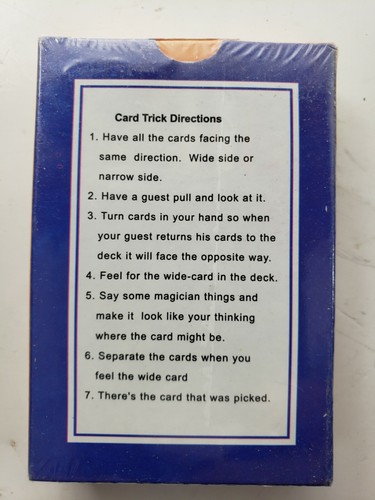 Card Trick Directions
1. Have all the cards facing the
same direction. Wide side or
narrow side.
2. Have a guest pull and look at it.
3. Turn cards in your hand so when
your guest returns his cards to the
deck it will face the opposite way.
4. Feel for the wide-card in the deck.
5. Say some magician things and
make it look like your thinking
where the card might be.
6. Separate the cards when you
feel the wide card
7. There's the card that was picked.